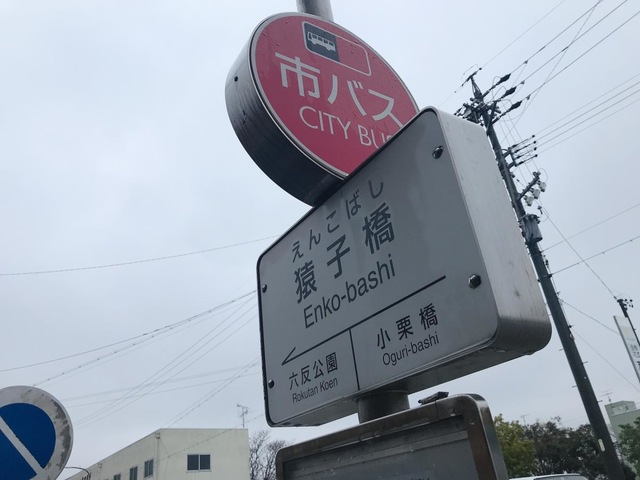 市バス
CITY BUS
えんこばし
猿子橋
Enko-bashi
六反公園
Rokutan Koen
小栗橋
Oguri-bashi